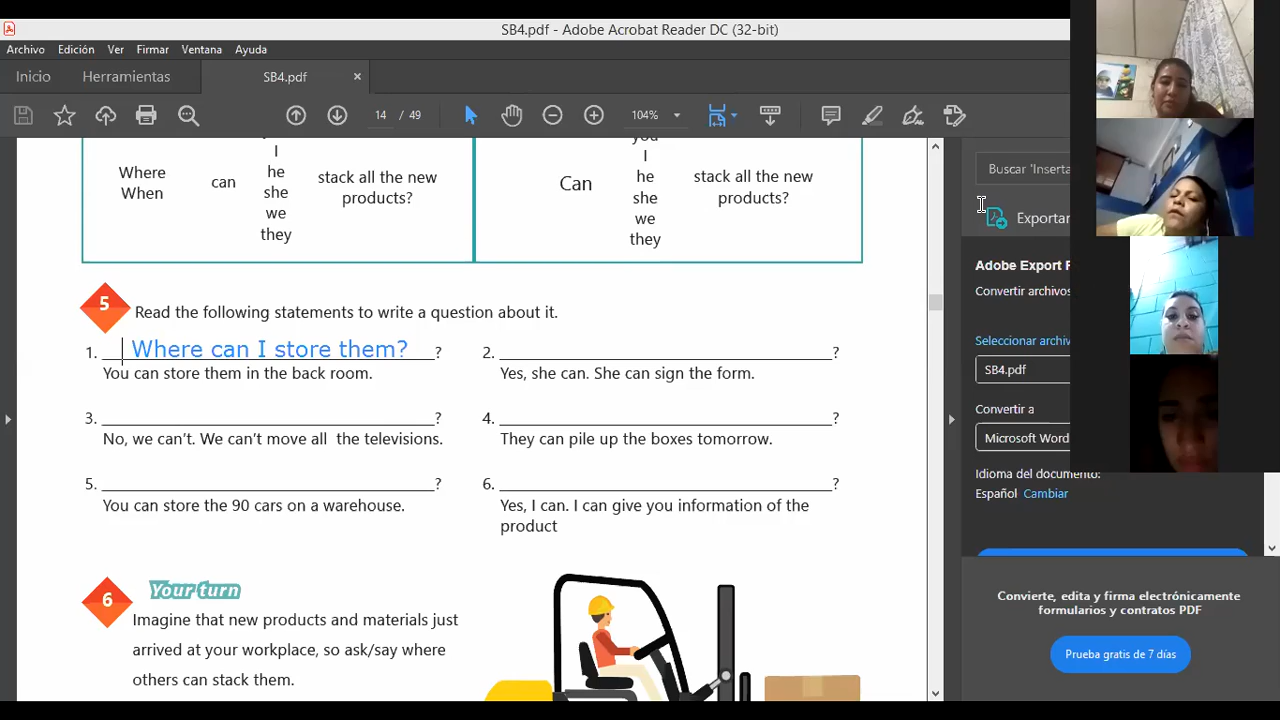 SB4.pdf - Adobe Acrobat Reader DC (32-bit)
Archivo Edición Ver Firmar Ventana Ayuda
Inicio Herramientas SB4.pdf ×
14 / 49 104%
Where
When
can
I
he
she
we
they
stack all the new
products?
Can
you
I
he
she
we
they
stack all the new
products?
5 Read the following statements to write a question about it.
1. __ Where can I store them? ?
You can store them in the back room.
2. ____________________________________?
Yes, she can. She can sign the form.
3. ____________________________________?
No, we can't. We can't move all the televisions.
4. ____________________________________?
They can pile up the boxes tomorrow.
5. ____________________________________?
You can store the 90 cars on a warehouse.
6. ____________________________________?
Yes, I can. I can give you information of the
product
6 Your turn
Imagine that new products and materials just
arrived at your workplace, so ask/say where
others can stack them.
Buscar 'Inserta
Exportar
Adobe Export
Convertir archivos
Seleccionar archiv
SB4.pdf
Convertir a
Microsoft Word
Idioma del documento:
Español Cambiar
Convierte, edita y firma electrónicamente
formularios y contratos PDF
Prueba gratis de 7 días